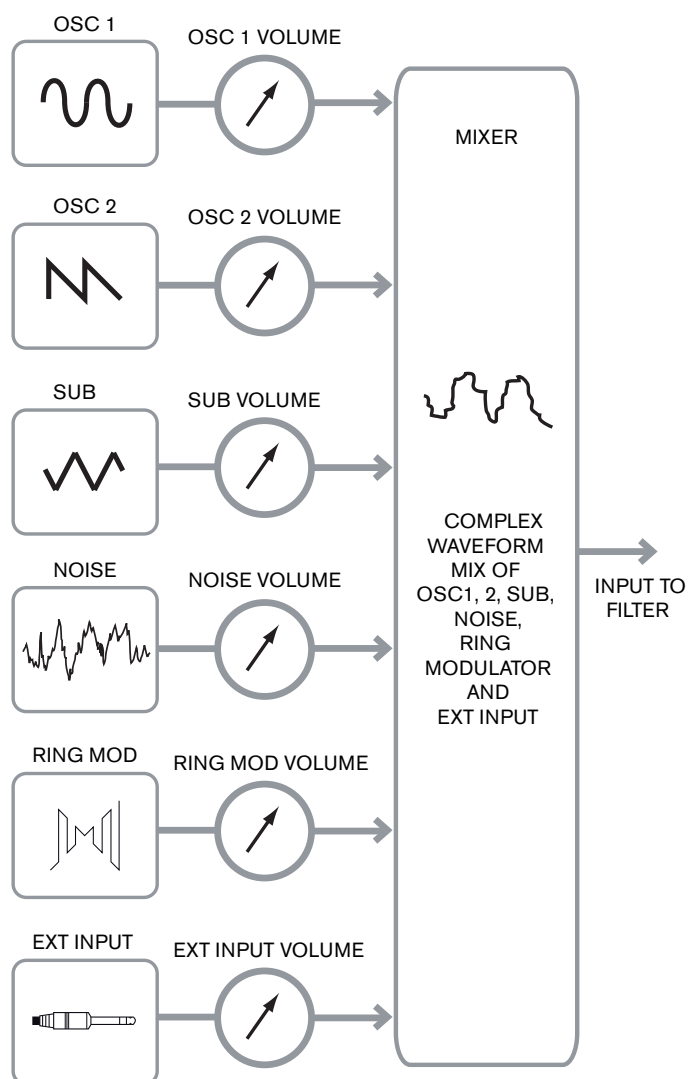 OSC 1
OSC 1 VOLUME
OSC 2
OSC 2 VOLUME
SUB
SUB VOLUME
NOISE
NOISE VOLUME
RING MOD
RING MOD VOLUME
EXT INPUT
EXT INPUT VOLUME
MIXER
COMPLEX
WAVEFORM
MIX OF
OSC1, 2, SUB,
NOISE,
RING
MODULATOR
AND
EXT INPUT
INPUT TO
FILTER